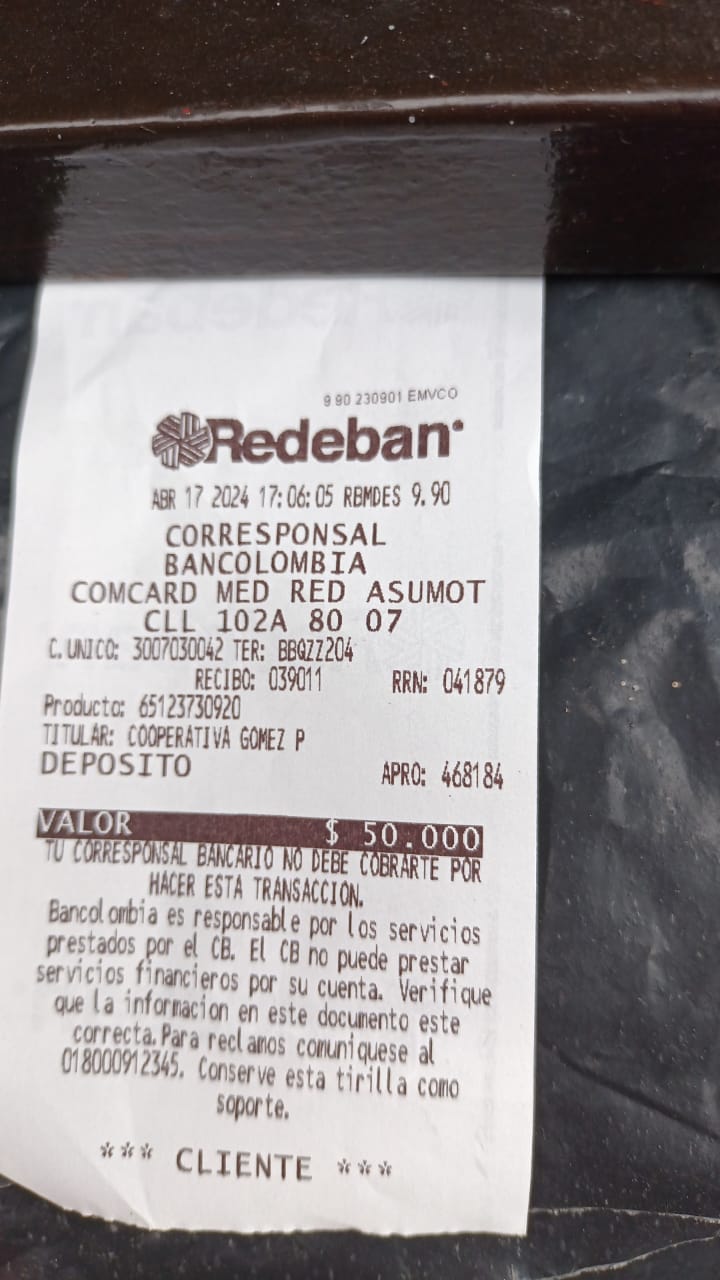 9 90 230901 EMVCO
Redeban
ABR 17 2024 17:06:05 RBMDES 9.90
CORRESPONSAL
BANCOLOMBIA
COMCARD MED RED ASUMOT
CLL 102A 80 07
C.UNICO: 3007030042 TER: BBQZZ204
RECIBO: 039011 RRN: 041879
Producto: 65123730920
TITULAR: COOPERATIVA GOMEZ P
DEPOSITO APRO: 468184
VALOR $ 50.000
TU CORRESPONSAL BANCARIO NO DEBE COBRARTE POR
HACER ESTA TRANSACCION.
Bancolombia es responsable por los servicios
prestados por el CB. El CB no puede prestar
servicios financieros por su cuenta. Verifique
que la informacion en este documento este
correcta.Para reclamos comuniquese al
018000912345. Conserve esta tirilla como
soporte.
*** CLIENTE ***